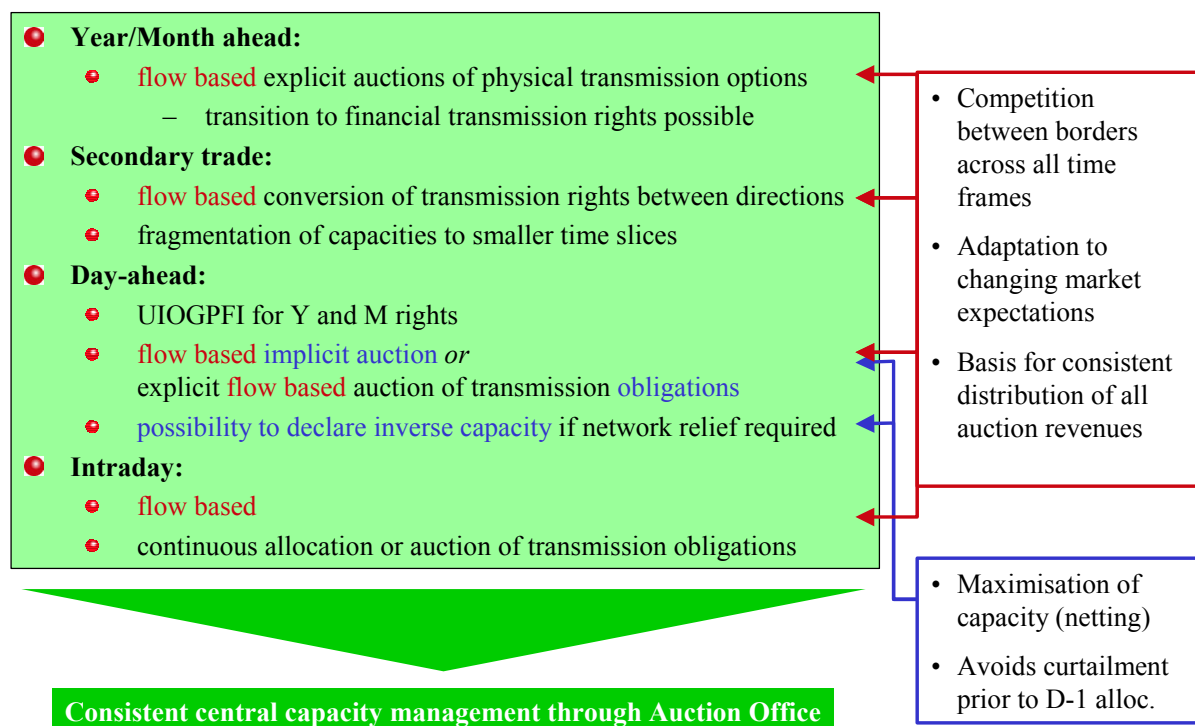 Year/Month ahead:
flow based explicit auctions of physical transmission options
– transition to financial transmission rights possible
Secondary trade:
flow based conversion of transmission rights between directions
fragmentation of capacities to smaller time slices
Day-ahead:
UIOGPFI for Y and M rights
flow based implicit auction or
explicit flow based auction of transmission obligations
possibility to declare inverse capacity if network relief required
Intraday:
flow based
continuous allocation or auction of transmission obligations
Consistent central capacity management through Auction Office
• Competition
between borders
across all time
frames
• Adaptation to
changing market
expectations
• Basis for consistent
distribution of all
auction revenues
• Maximisation of
capacity (netting)
• Avoids curtailment
prior to D-1 alloc.